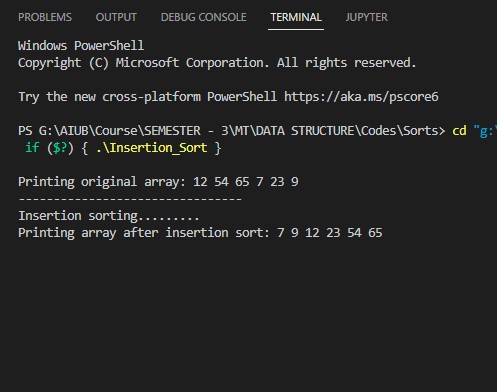 PROBLEMS OUTPUT DEBUG CONSOLE TERMINAL JUPYTER
Windows PowerShell
Copyright (C) Microsoft Corporation. All rights reserved.
Try the new cross-platform PowerShell https://aka.ms/pscore6
PS G:\AIUB\Course\SEMESTER - 3\MT\DATA STRUCTURE\Codes\Sorts> cd "g:\
if ($?) { .\Insertion_Sort }
Printing original array: 12 54 65 7 23 9
--------------------------------
Insertion sorting.........
Printing array after insertion sort: 7 9 12 23 54 65